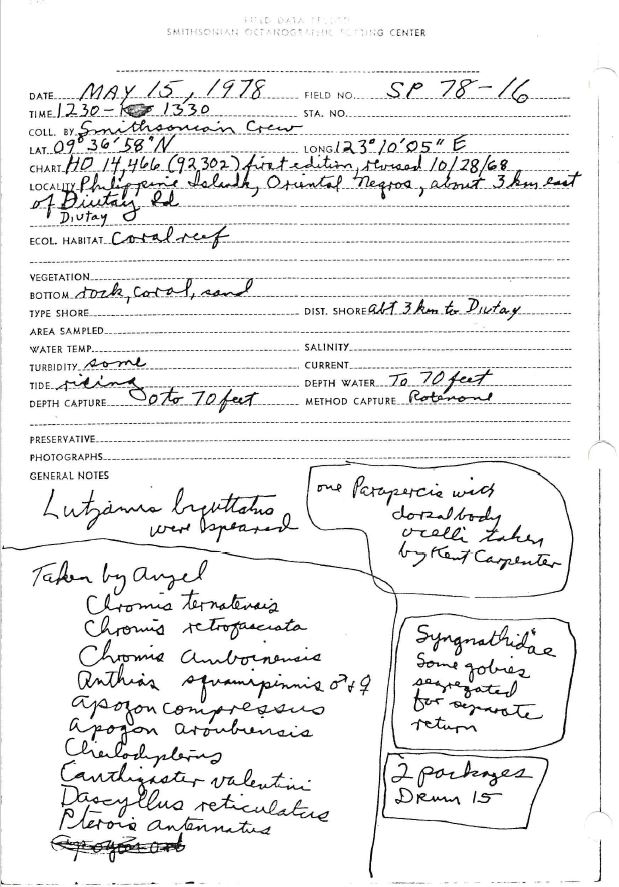 FIELD DATA RECORD
SMITHSONIAN OCEANOGRAPHIC SORTING CENTER
DATE MAY 15, 1978 FIELD NO. SP 78-16
TIME 1230- 1330 STA. NO.
COLL. BY Smithsonian Crew
LAT. 09° 36' 58" N LONG. 123° 10' 05" E
CHART HO 14,466 (92302) first edition, revised 10/28/68
LOCALITY Philippine Islands, Oriental Negros, about 3 km east
of Diutay Id
Diutay
ECOL. HABITAT Coral reef
VEGETATION
BOTTOM rock, coral, sand
TYPE SHORE DIST. SHORE abt 3 km to Diutay
AREA SAMPLED
WATER TEMP. SALINITY
TURBIDITY some CURRENT
TIDE rising DEPTH WATER To 70 feet
DEPTH CAPTURE 0 to 70 feet METHOD CAPTURE Rotenone
PRESERVATIVE
PHOTOGRAPHS
GENERAL NOTES
Lutjanus biguttatus
were speared
one Parapercis with
dorsal body
ocelli taken
by Kent Carpenter
Taken by Angel
Chromis ternatensis
Chromis retrofasciata
Chromis amboinensis
Anthias squamipinnis ♂ + ♀
Apogon compressus
Apogon aroubiensis
Cheilodipterus
Canthigaster valentini
Dascyllus reticulatus
Pterois antennatus
Syngnathidae
Some gobies
segregated
for separate
return
2 packages
Drum 15